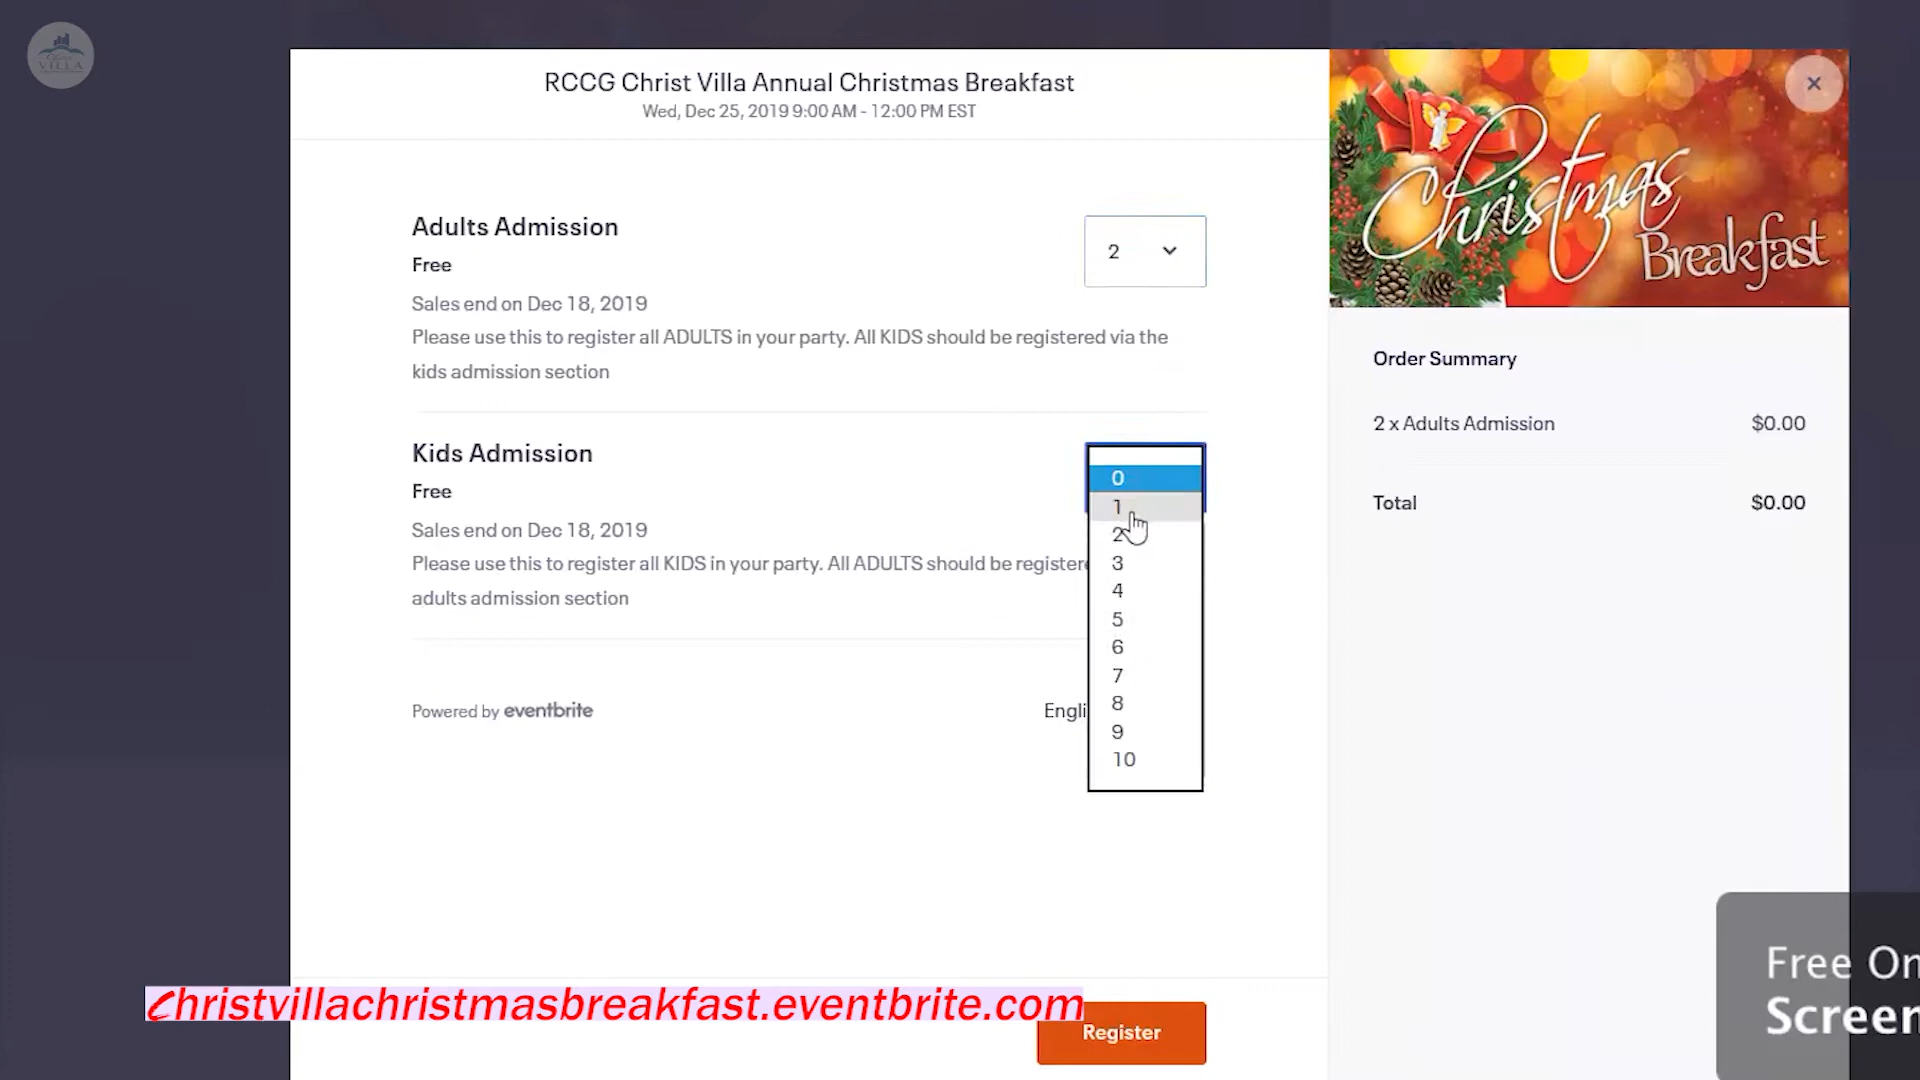 VILLA
RCCG Christ Villa Annual Christmas Breakfast
Wed, Dec 25, 2019 9:00 AM - 12:00 PM EST
Adults Admission
2
Free
Sales end on Dec 18, 2019
Please use this to register all ADULTS in your party. All KIDS should be registered via the
kids admission section
Kids Admission
Free
Sales end on Dec 18, 2019
Please use this to register all KIDS in your party. All ADULTS should be registere
adults admission section
0
1
2
3
4
5
6
7
8
9
10
Powered by eventbrite
Engli
Christmas
Breakfast
Order Summary
2 x Adults Admission $0.00
Total $0.00
Christvillachristmasbreakfast.eventbrite.com
Register
Free On
Screen